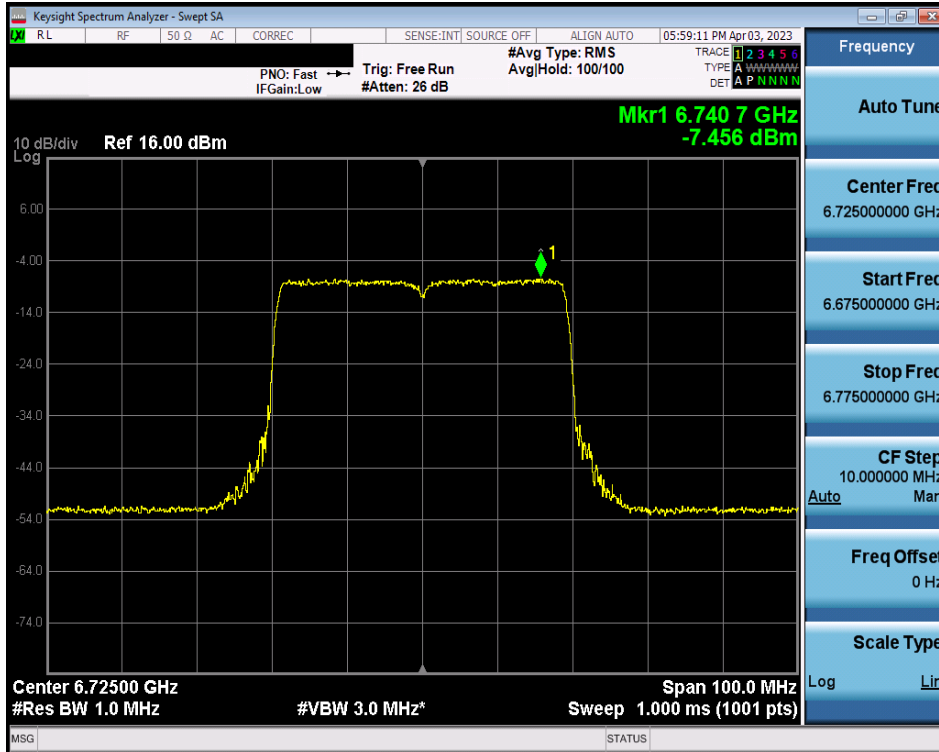 Keysight Spectrum Analyzer - Swept SA
LXI RL RF 50 Ω AC CORREC SENSE:INT SOURCE OFF ALIGN AUTO 05:59:11 PM Apr 03, 2023
PNO: Fast Trig: Free Run #Avg Type: RMS TRACE 1 2 3 4 5 6
IFGain:Low #Atten: 26 dB Avg|Hold: 100/100 TYPE A WWWWW
DET A P N N N N
Mkr1 6.740 7 GHz
-7.456 dBm
10 dB/div Ref 16.00 dBm
Log
6.00
-4.00
1
-14.0
-24.0
-34.0
-44.0
-54.0
-64.0
-74.0
Center 6.72500 GHz Span 100.0 MHz
#Res BW 1.0 MHz #VBW 3.0 MHz* Sweep 1.000 ms (1001 pts)
MSG STATUS
Frequency
Auto Tune
Center Freq
6.725000000 GHz
Start Freq
6.675000000 GHz
Stop Freq
6.775000000 GHz
CF Step
10.000000 MHz
Auto Man
Freq Offset
0 Hz
Scale Type
Log Lin